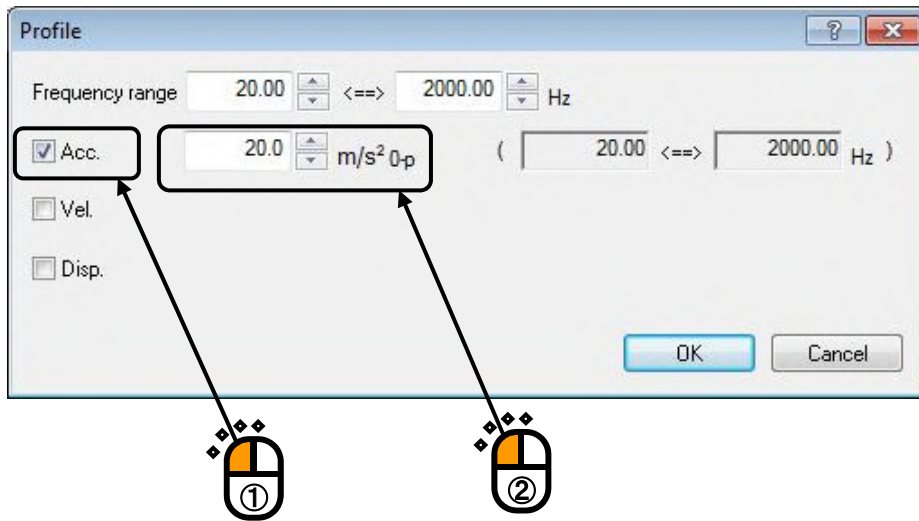 Profile
Frequency range 20.00 <==> 2000.00 Hz
Acc. 20.0 m/s² 0-p ( 20.00 <==> 2000.00 Hz )
Vel.
Disp.
OK Cancel
① ②